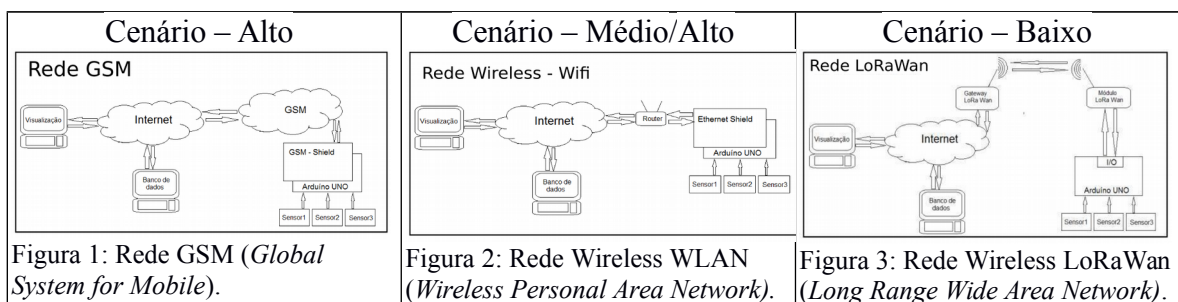 Cenário – Alto
Rede GSM
Visualização
Internet
GSM
GSM - Shield
Arduino UNO
Banco de
dados
Sensor1
Sensor2
Sensor3
Figura 1: Rede GSM (Global
System for Mobile).
Cenário – Médio/Alto
Rede Wireless - Wifi
Visualização
Internet
Router
Ethernet Shield
Arduino UNO
Banco de
dados
Sensor1
Sensor2
Sensor3
Figura 2: Rede Wireless WLAN
(Wireless Personal Area Network).
Cenário – Baixo
Rede LoRaWan
Gateway
LoRa Wan
Módulo
LoRa Wan
Visualização
Internet
I/O
Arduino UNO
Banco de
dados
Sensor1
Sensor2
Sensor3
Figura 3: Rede Wireless LoRaWan
(Long Range Wide Area Network).